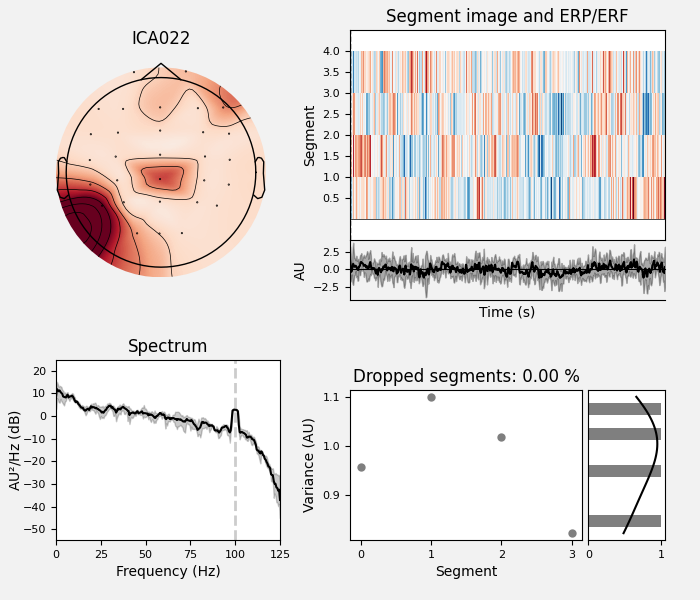 ICA022
Segment image and ERP/ERF
Segment
4.0
3.5
3.0
2.5
2.0
1.5
1.0
0.5
AU
2.5
0.0
−2.5
Time (s)
Spectrum
AU²/Hz (dB)
20
10
0
−10
−20
−30
−40
−50
0 25 50 75 100 125
Frequency (Hz)
Dropped segments: 0.00 %
Variance (AU)
1.1
1.0
0.9
0 1 2 3
Segment
0 1